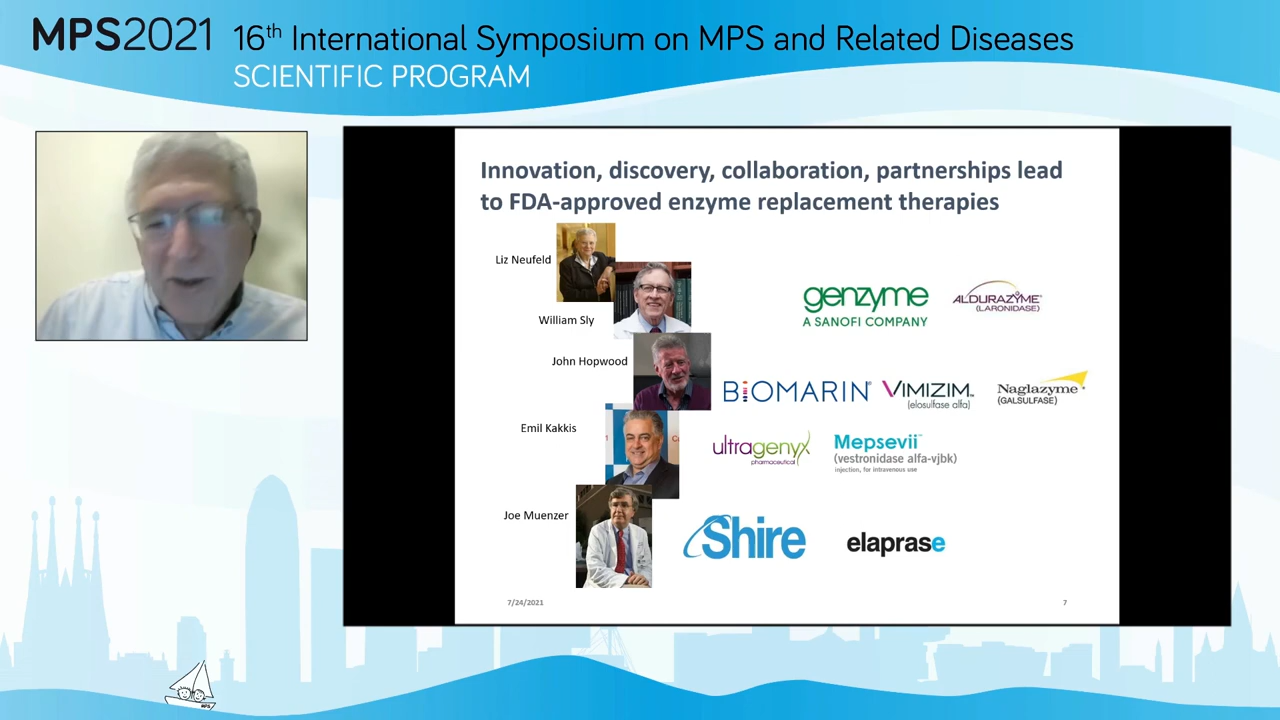 MPS2021 16th International Symposium on MPS and Related Diseases
SCIENTIFIC PROGRAM
Innovation, discovery, collaboration, partnerships lead
to FDA-approved enzyme replacement therapies
Liz Neufeld
William Sly
John Hopwood
Emil Kakkis
Joe Muenzer
genzyme
A SANOFI COMPANY
ALDURAZYME®
(LARONIDASE)
BIOMARIN®
VIMIZIM™
(elosulfase alfa)
Naglazyme®
(GALSULFASE)
ultragenyx
pharmaceutical
Mepsevii™
(vestronidase alfa-vjbk)
injection, for intravenous use
Shire
elaprase
7/24/2021
7
MPS